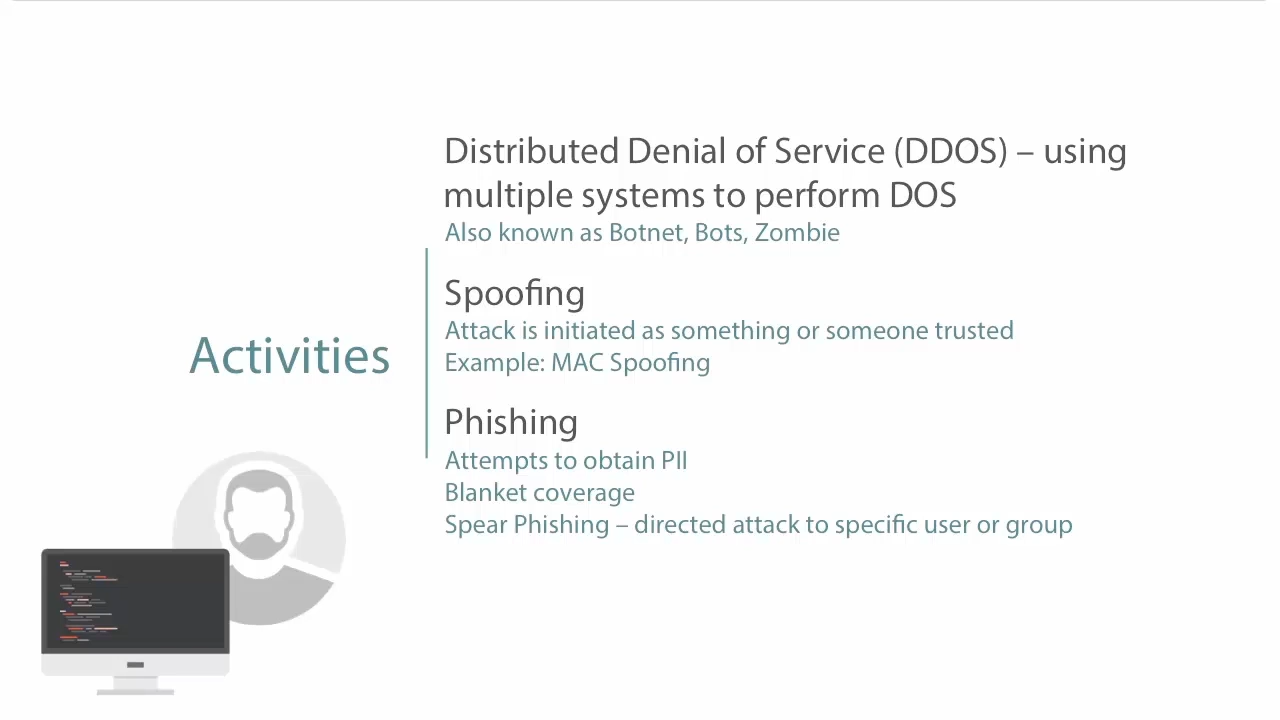 Distributed Denial of Service (DDOS) – using
multiple systems to perform DOS
Also known as Botnet, Bots, Zombie
Spoofing
Attack is initiated as something or someone trusted
Example: MAC Spoofing
Activities
Phishing
Attempts to obtain PII
Blanket coverage
Spear Phishing – directed attack to specific user or group